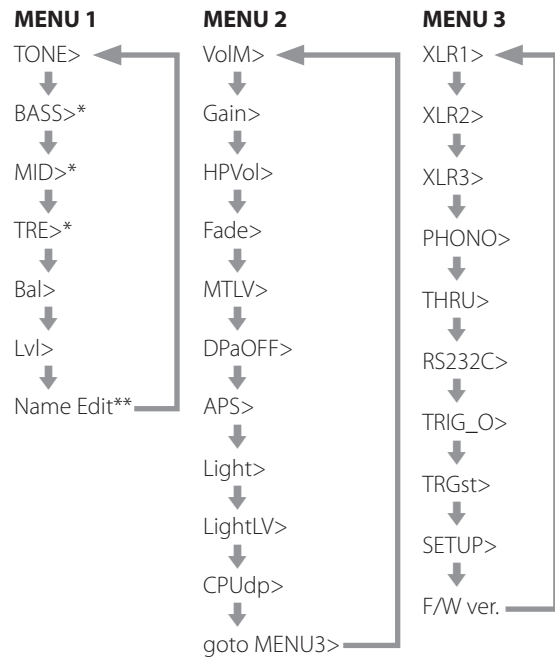 MENU 1
TONE>
BASS>*
MID>*
TRE>*
Bal>
Lvl>
Name Edit**
MENU 2
VolM>
Gain>
HPVol>
Fade>
MTLV>
DPaOFF>
APS>
Light>
LightLV>
CPUdp>
goto MENU3>
MENU 3
XLR1>
XLR2>
XLR3>
PHONO>
THRU>
RS232C>
TRIG_O>
TRGst>
SETUP>
F/W ver.